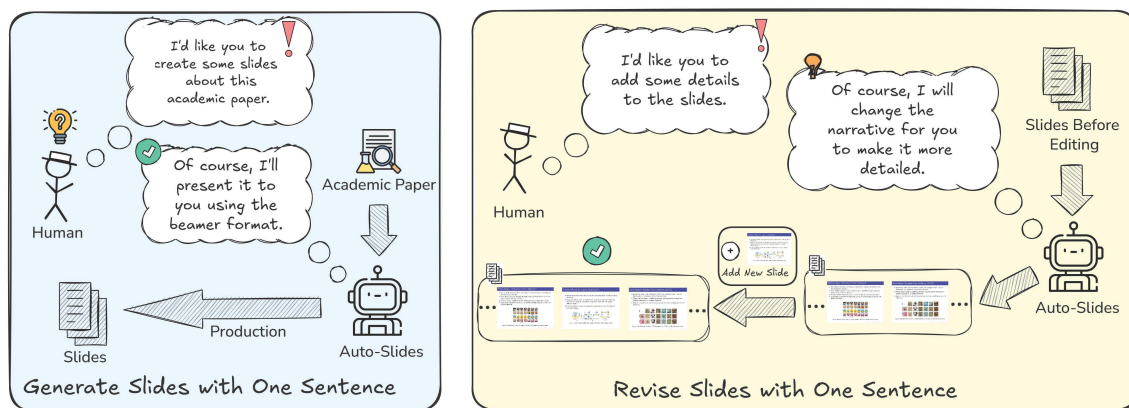 I'd like you to
create some slides
about this
academic paper.
Of course, I'll
present it to
you using the
beamer format.
Human
Academic Paper
Production
Slides
Auto-Slides
Generate Slides with One Sentence
I'd like you to
add some details
to the slides.
Of course, I will
change the
narrative for you
to make it more
detailed.
Slides Before
Editing
Human
Add New Slide
Auto-Slides
Revise Slides with One Sentence